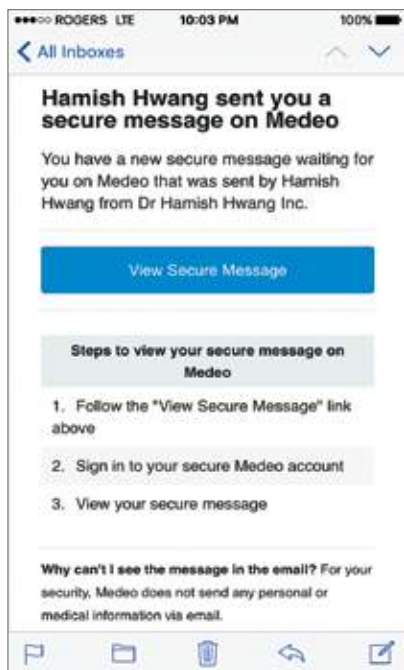 ROGERS LTE 10:03 PM 100%
All Inboxes
Hamish Hwang sent you a
secure message on Medeo
You have a new secure message waiting for
you on Medeo that was sent by Hamish
Hwang from Dr Hamish Hwang Inc.
View Secure Message
Steps to view your secure message on
Medeo
1. Follow the "View Secure Message" link
above
2. Sign in to your secure Medeo account
3. View your secure message
Why can't I see the message in the email? For your
security, Medeo does not send any personal or
medical information via email.